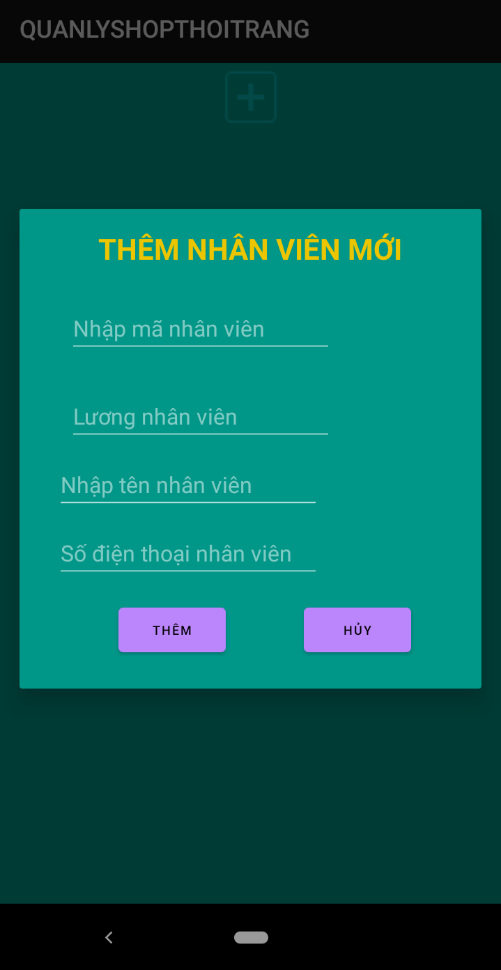 QUANLYSHOPTHOITRANG
THÊM NHÂN VIÊN MỚI
Nhập mã nhân viên
Lương nhân viên
Nhập tên nhân viên
Số điện thoại nhân viên
THÊM
HỦY